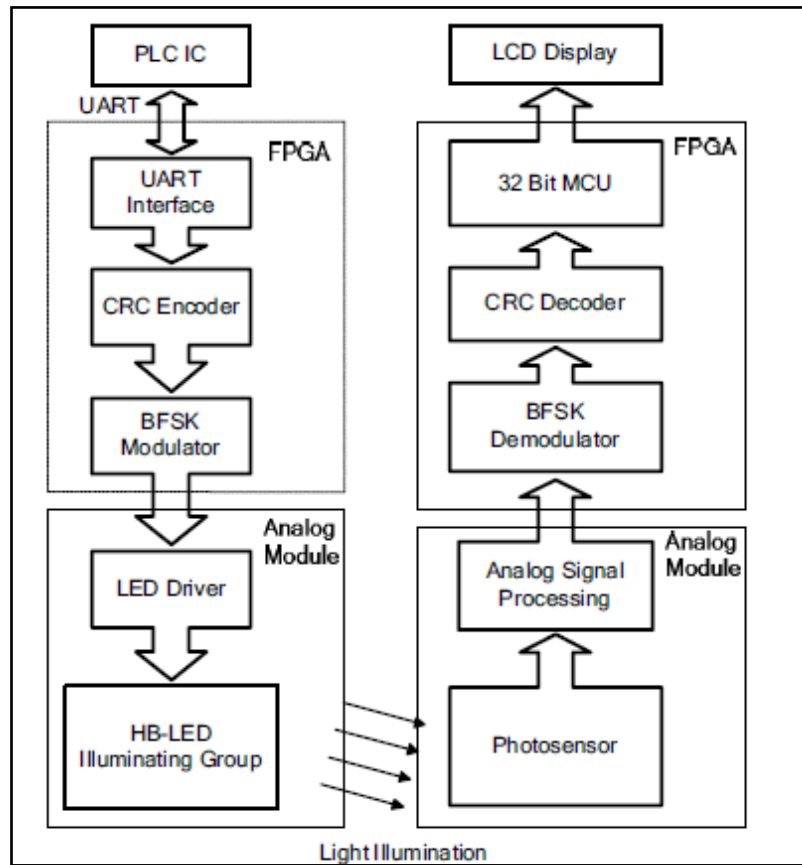 PLC IC
UART
FPGA
UART
Interface
CRC Encoder
BFSK
Modulator
Analog
Module
LED Driver
HB-LED
Illuminating Group
LCD Display
FPGA
32 Bit MCU
CRC Decoder
BFSK
Demodulator
Analog
Module
Analog Signal
Processing
Photosensor
Light Illumination